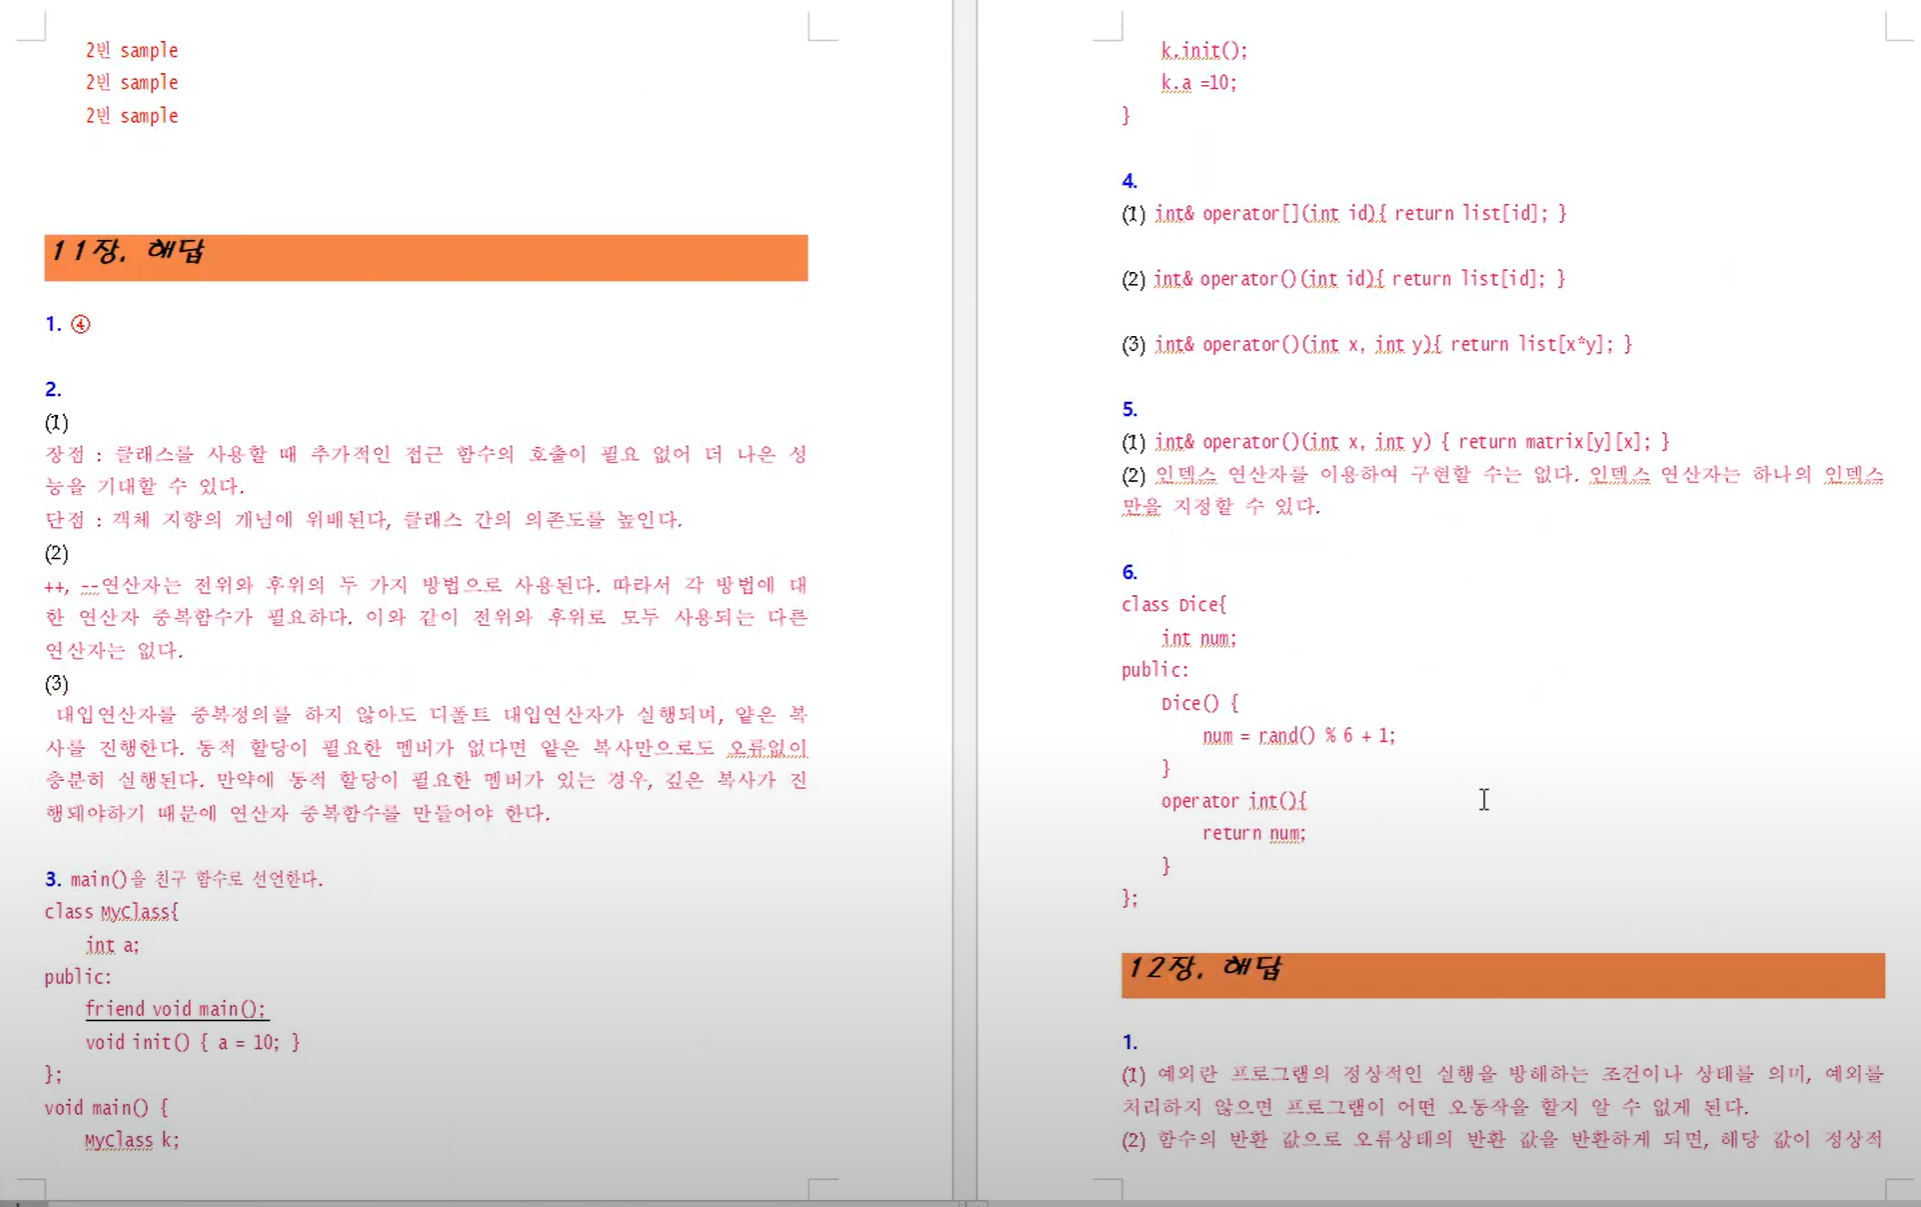 2번 sample
2번 sample
2번 sample
11장. 해답
1. ④
2.
(1)
장점 : 클래스를 사용할 때 추가적인 접근 함수의 호출이 필요 없어 더 나은 성
능을 기대할 수 있다.
단점 : 객체 지향의 개념에 위배된다, 클래스 간의 의존도를 높인다.
(2)
++, --연산자는 전위와 후위의 두 가지 방법으로 사용된다. 따라서 각 방법에 대
한 연산자 중복함수가 필요하다. 이와 같이 전위와 후위로 모두 사용되는 다른
연산자는 없다.
(3)
대입연산자를 중복정의를 하지 않아도 디폴트 대입연산자가 실행되며, 얕은 복
사를 진행한다. 동적 할당이 필요한 멤버가 없다면 얕은 복사만으로도 오류없이
충분히 실행된다. 만약에 동적 할당이 필요한 멤버가 있는 경우, 깊은 복사가 진
행돼야하기 때문에 연산자 중복함수를 만들어야 한다.
3. main()을 친구 함수로 선언한다.
class MyClass{
int a;
public:
friend void main();
void init() { a = 10; }
};
void main() {
MyClass k;
k.init();
k.a =10;
}
4.
(1) int& operator[](int id){ return list[id]; }
(2) int& operator()(int id){ return list[id]; }
(3) int& operator()(int x, int y){ return list[x*y]; }
5.
(1) int& operator()(int x, int y) { return matrix[y][x]; }
(2) 인덱스 연산자를 이용하여 구현할 수는 없다. 인덱스 연산자는 하나의 인덱스
만을 지정할 수 있다.
6.
class Dice{
int num;
public:
Dice() {
num = rand() % 6 + 1;
}
operator int(){
return num;
}
};
12장. 해답
1.
(1) 예외란 프로그램의 정상적인 실행을 방해하는 조건이나 상태를 의미, 예외를
처리하지 않으면 프로그램이 어떤 오동작을 할지 알 수 없게 된다.
(2) 함수의 반환 값으로 오류상태의 반환 값을 반환하게 되면, 해당 값이 정상적